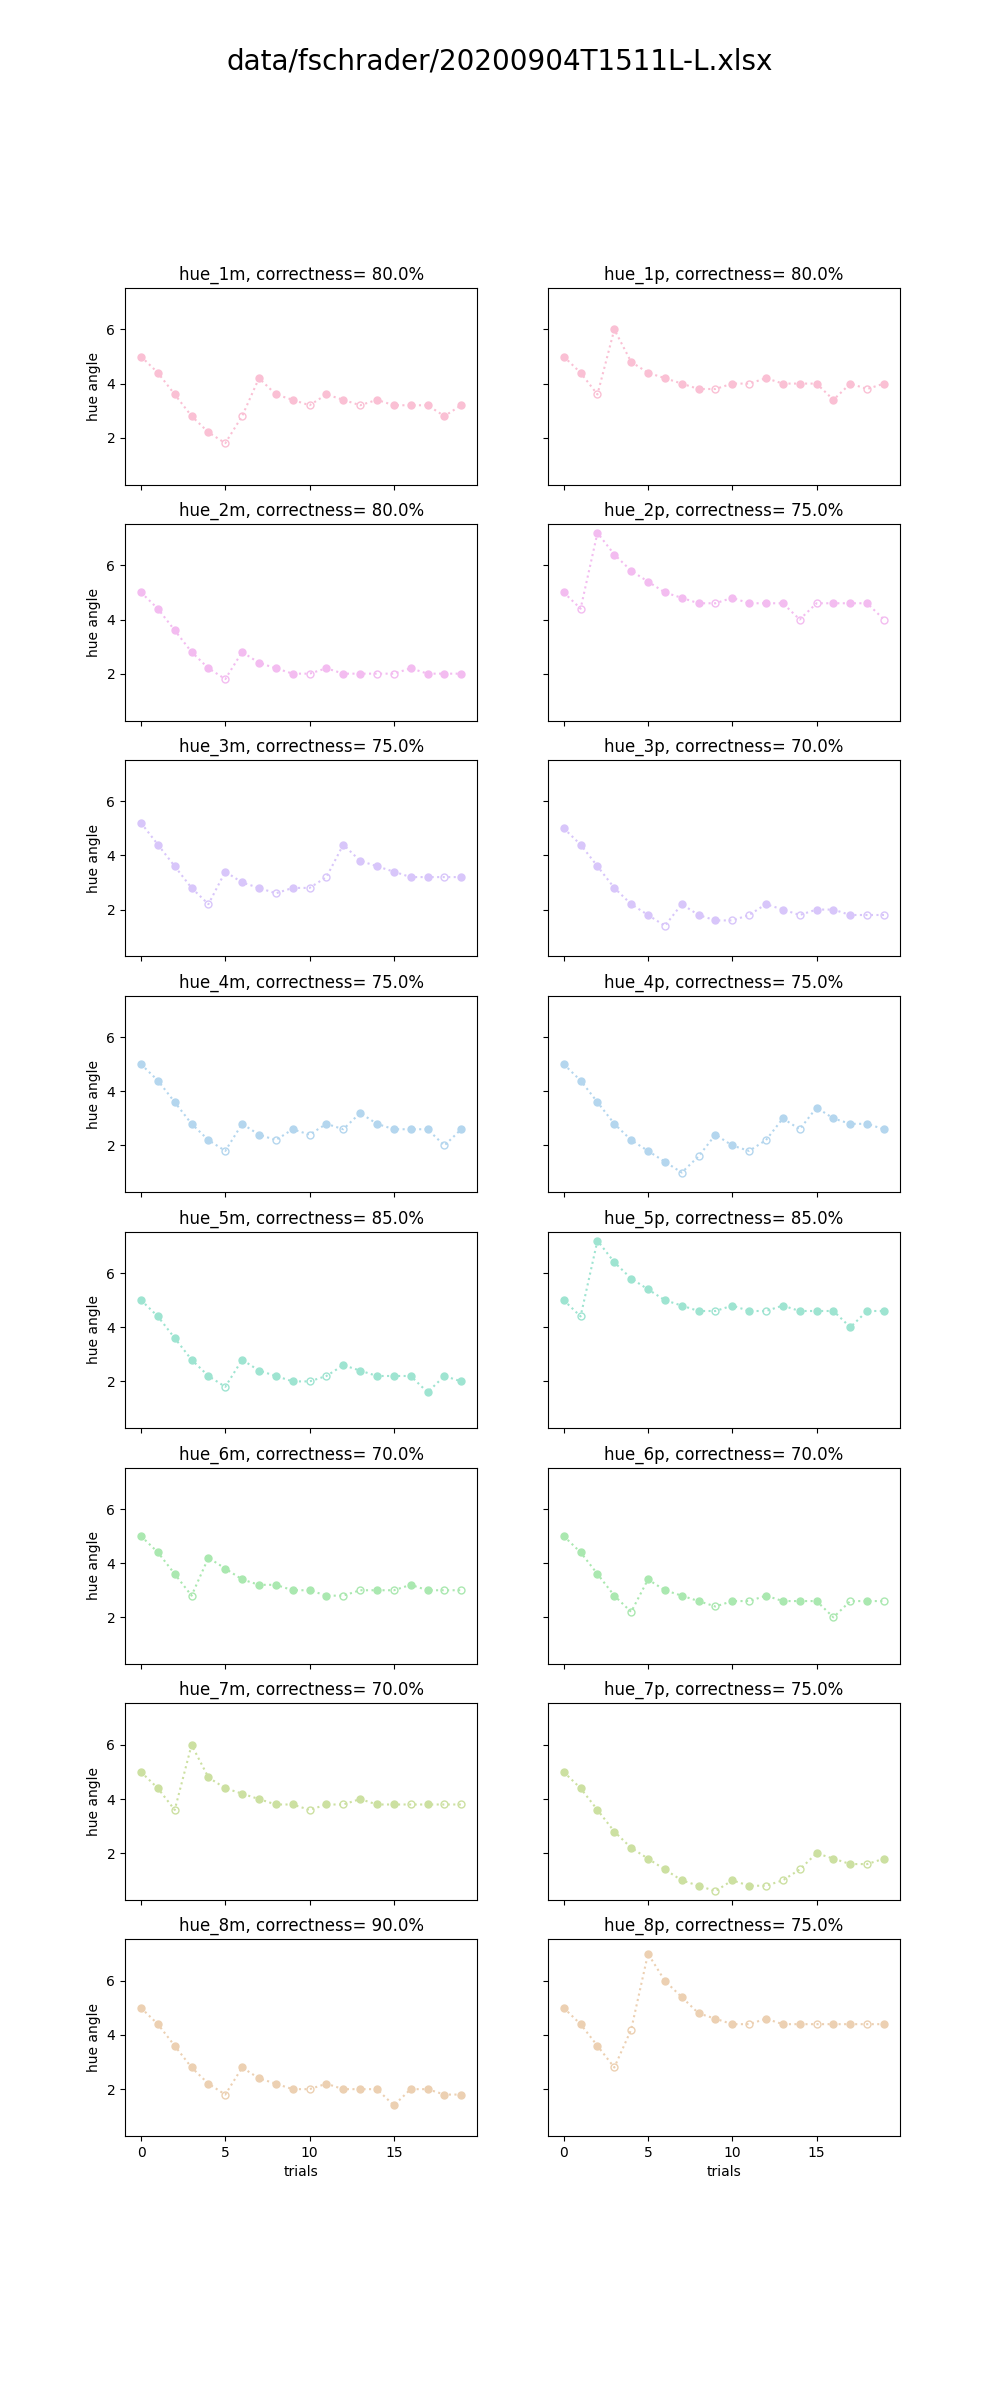 data/fschrader/20200904T1511L-L.xlsx
hue_1m, correctness= 80.0%
hue_1p, correctness= 80.0%
6
4
2
hue angle
hue_2m, correctness= 80.0%
hue_2p, correctness= 75.0%
6
4
2
hue angle
hue_3m, correctness= 75.0%
hue_3p, correctness= 70.0%
6
4
2
hue angle
hue_4m, correctness= 75.0%
hue_4p, correctness= 75.0%
6
4
2
hue angle
hue_5m, correctness= 85.0%
hue_5p, correctness= 85.0%
6
4
2
hue angle
hue_6m, correctness= 70.0%
hue_6p, correctness= 70.0%
6
4
2
hue angle
hue_7m, correctness= 70.0%
hue_7p, correctness= 75.0%
6
4
2
hue angle
hue_8m, correctness= 90.0%
hue_8p, correctness= 75.0%
6
4
2
hue angle
0 5 10 15
trials
0 5 10 15
trials